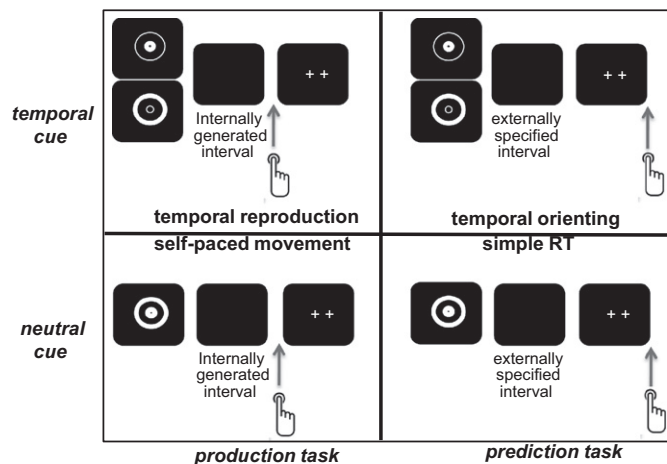 temporal
cue
+ +
Internally
generated
interval
temporal reproduction
+ +
externally
specified
interval
temporal orienting
self-paced movement
simple RT
neutral
cue
+ +
Internally
generated
interval
production task
+ +
externally
specified
interval
prediction task